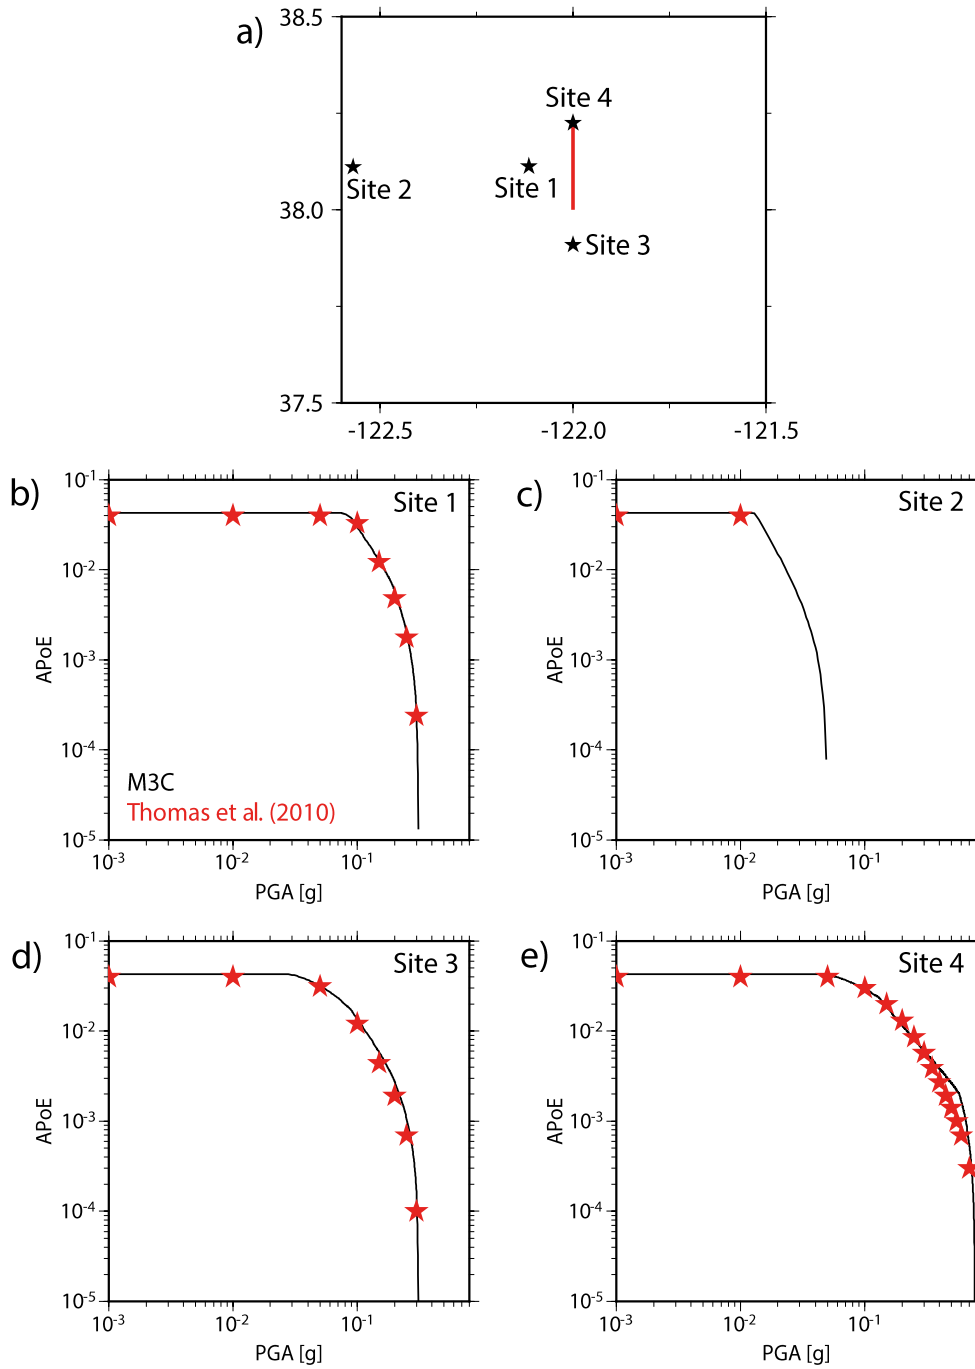 a)
38.5
38.0
37.5
-122.5
-122.0
-121.5
Site 4
Site 2
Site 1
Site 3
b)
Site 1
10-1
10-2
10-3
10-4
10-5
APoE
M3C
Thomas et al. (2010)
10-3
10-2
10-1
PGA [g]
c)
Site 2
10-1
10-2
10-3
10-4
10-5
APoE
10-3
10-2
10-1
PGA [g]
d)
Site 3
10-1
10-2
10-3
10-4
10-5
APoE
10-3
10-2
10-1
PGA [g]
e)
Site 4
10-1
10-2
10-3
10-4
10-5
APoE
10-3
10-2
10-1
PGA [g]